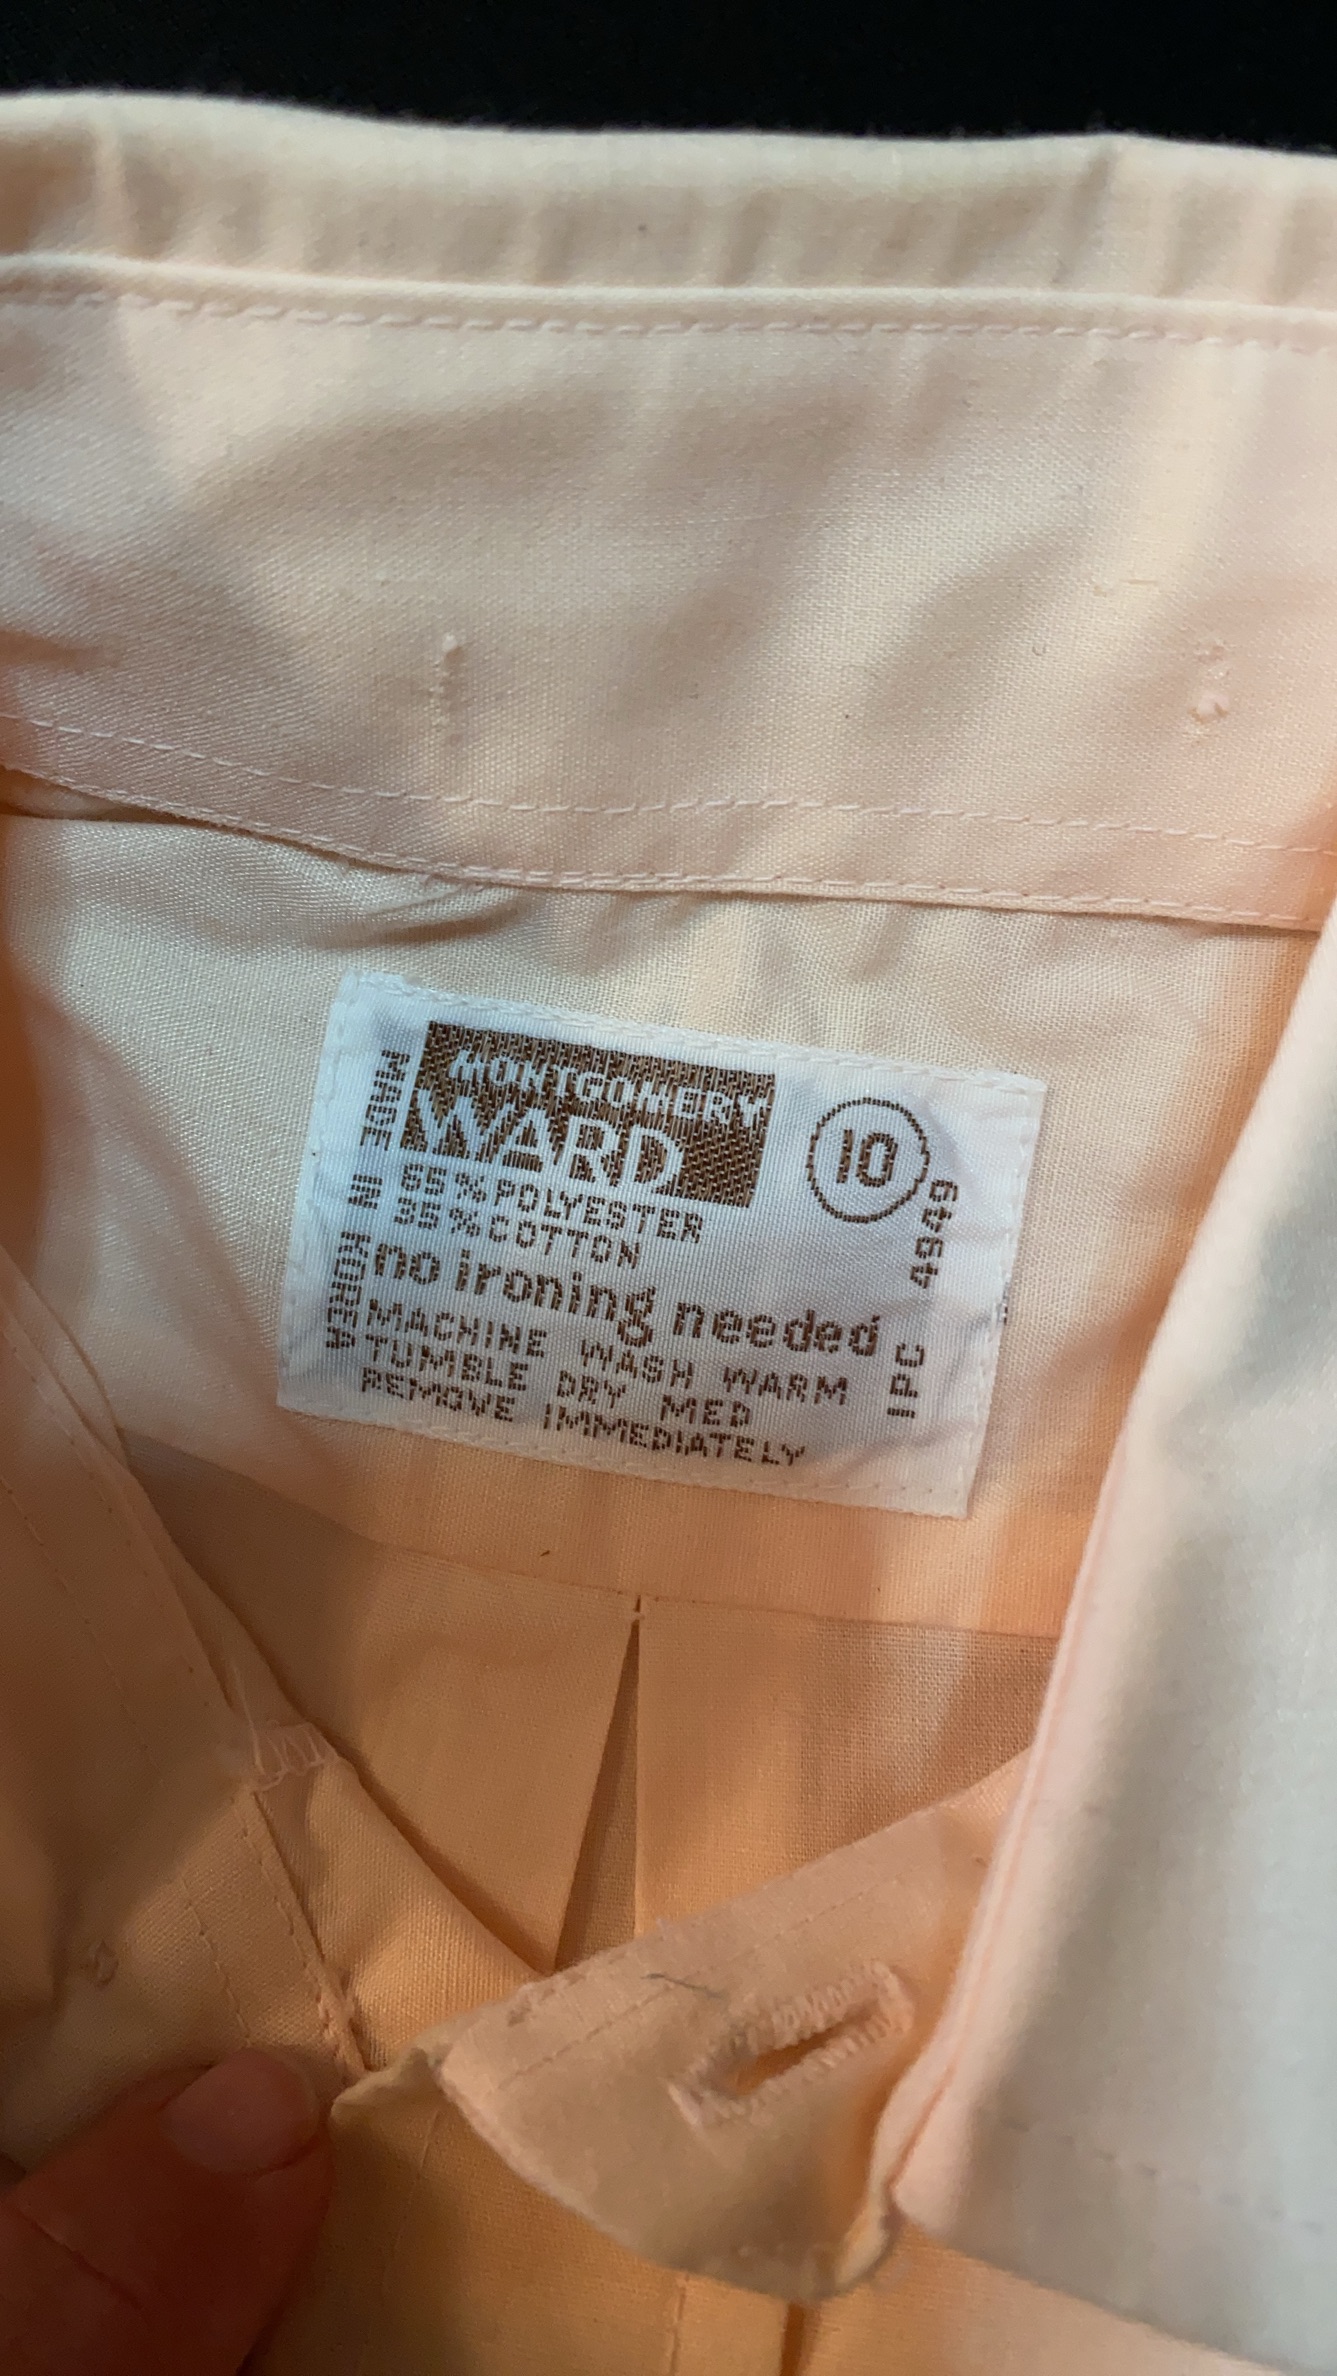 MONTGOMERY
WARD
10
65% POLYESTER
35% COTTON
no ironing needed
MACHINE WASH WARM
TUMBLE DRY MED
REMOVE IMMEDIATELY
MADE IN KOREA
IPC 4949